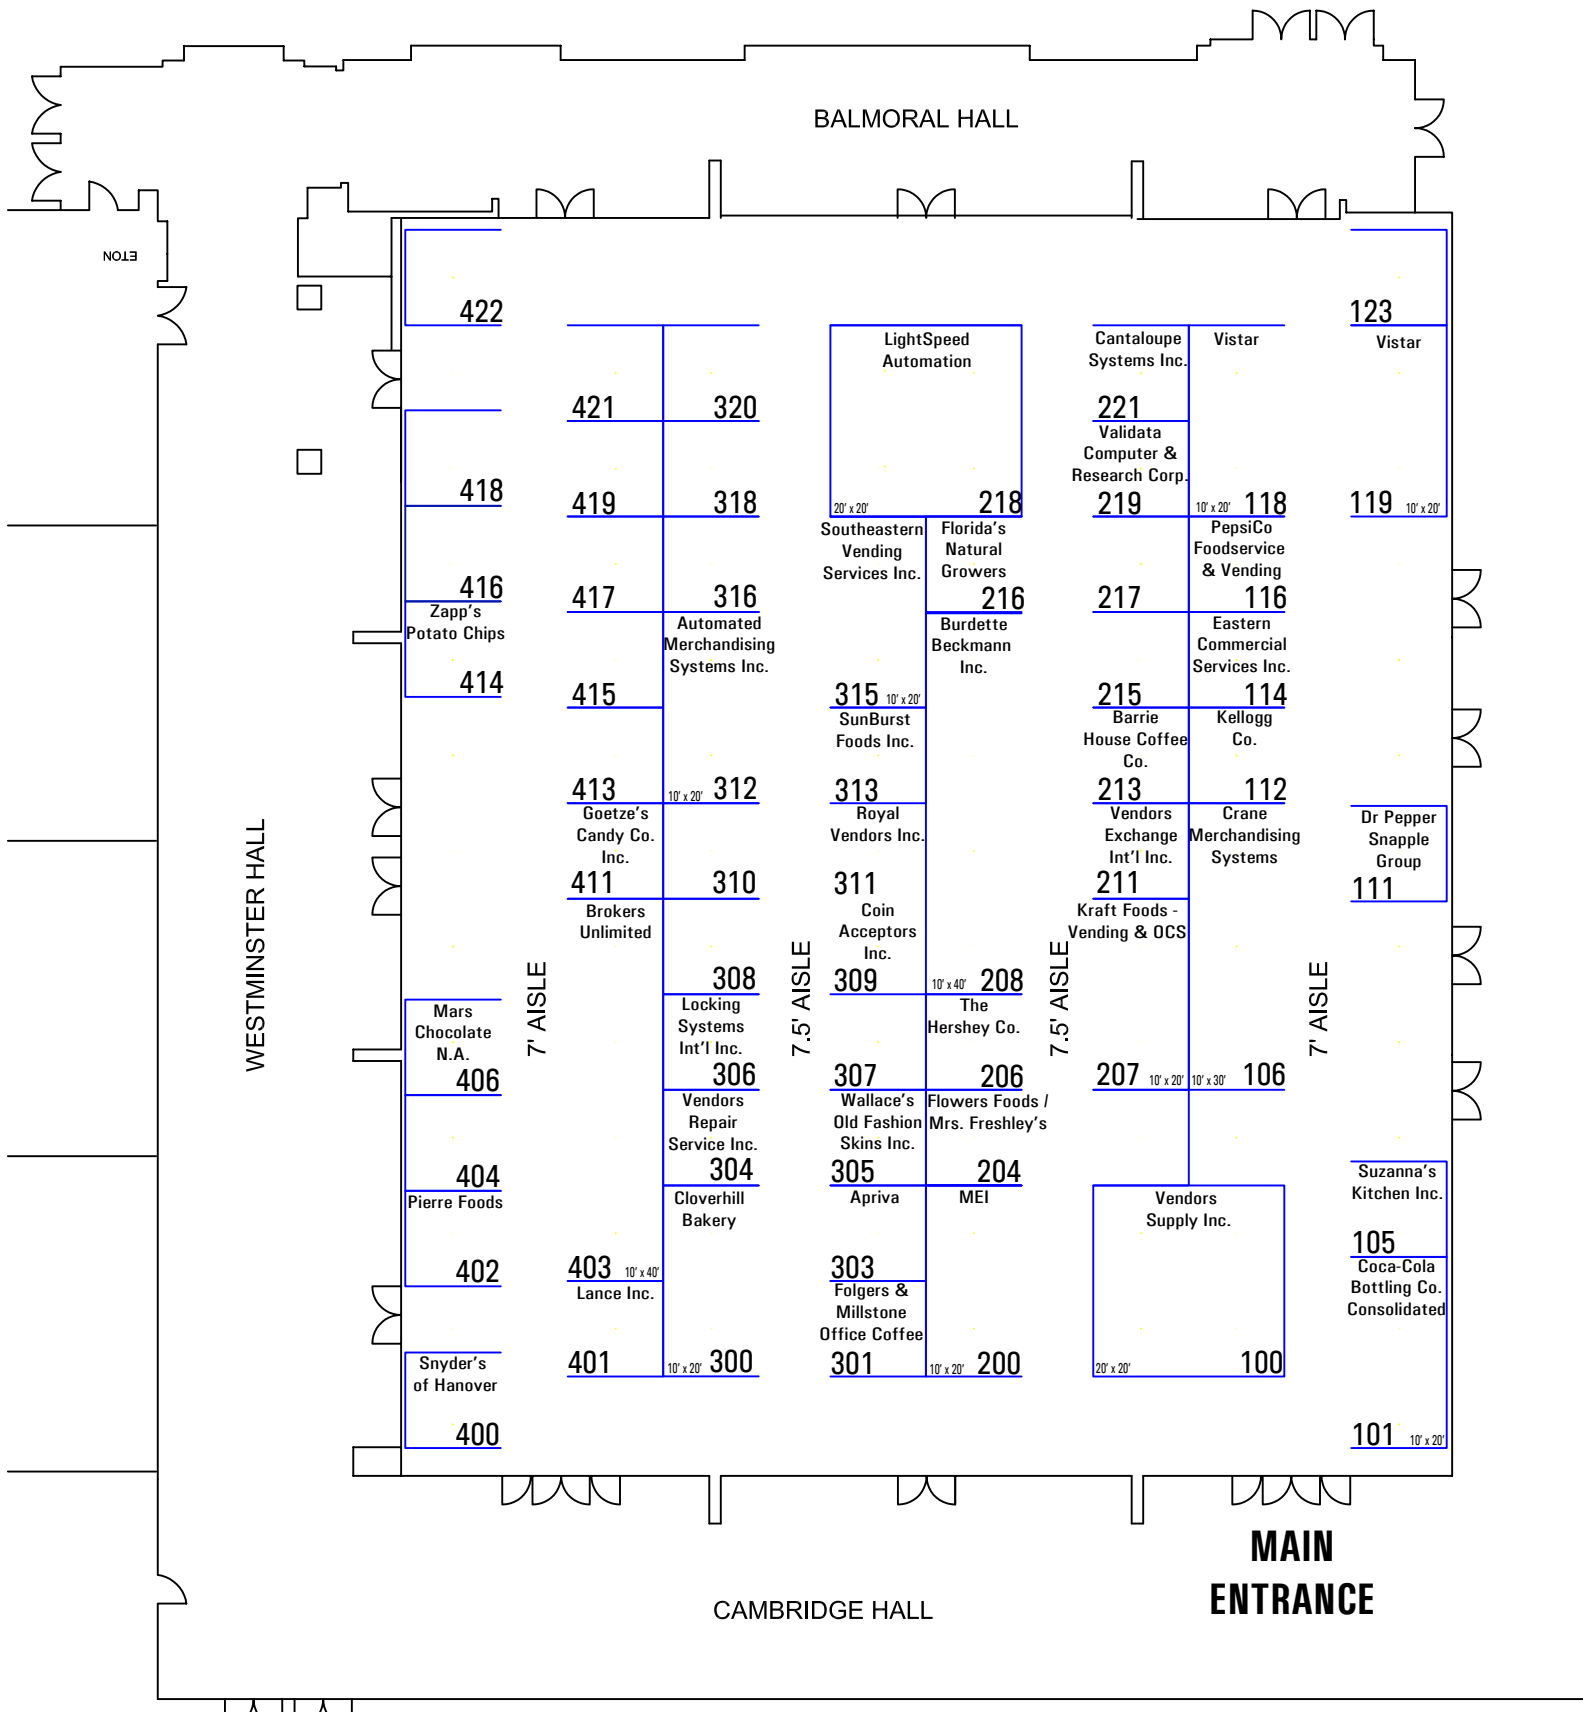 BALMORAL HALL
ETON
422
123
LightSpeed
Automation
Cantaloupe
Systems Inc.
Vistar
Vistar
421
320
221
Validata
Computer &
Research Corp.
418
419
318
20' x 20'
218
219
10' x 20'
118
119
10' x 20'
Southeastern
Vending
Services Inc.
Florida's
Natural
Growers
PepsiCo
Foodservice
& Vending
416
417
316
216
217
116
Zapp's
Potato Chips
Automated
Merchandising
Systems Inc.
Burdette
Beckmann
Inc.
Eastern
Commercial
Services Inc.
414
415
315
10' x 20'
215
114
SunBurst
Foods Inc.
Barrie
House Coffee
Co.
Kellogg
Co.
413
10' x 20'
312
313
213
112
Goetze's
Candy Co.
Inc.
Royal
Vendors Inc.
Vendors
Exchange
Int'l Inc.
Crane
Merchandising
Systems
Dr Pepper
Snapple
Group
WESTMINSTER HALL
411
310
311
211
111
Brokers
Unlimited
Coin
Acceptors
Inc.
Kraft Foods -
Vending & OCS
7' AISLE
7.5' AISLE
7.5' AISLE
7' AISLE
308
309
10' x 40'
208
Mars
Chocolate
N.A.
Locking
Systems
Int'l Inc.
The
Hershey Co.
406
306
307
206
207
10' x 20'
10' x 30'
106
Vendors
Repair
Service Inc.
Wallace's
Old Fashion
Skins Inc.
Flowers Foods /
Mrs. Freshley's
404
304
305
204
Suzanna's
Kitchen Inc.
Pierre Foods
Cloverhill
Bakery
Apriva
MEI
Vendors
Supply Inc.
402
403
10' x 40'
303
105
Lance Inc.
Folgers &
Millstone
Office Coffee
Coca-Cola
Bottling Co.
Consolidated
401
10' x 20'
300
301
10' x 20'
200
20' x 20'
100
Snyder's
of Hanover
400
101
10' x 20'
MAIN
ENTRANCE
CAMBRIDGE HALL